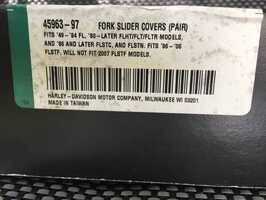 45963-97 FORK SLIDER COVERS (PAIR)
FITS '49-'84 FL, '80-LATER FLHT/FLT/FLTR MODELS,
AND '86 AND LATER FLSTC, AND FLSTN. FITS '86-'06
FLSTF. WILL NOT FIT 2007 FLSTF MODELS.
HARLEY-DAVIDSON MOTOR COMPANY, MILWAUKEE WI 53201
MADE IN TAIWAN